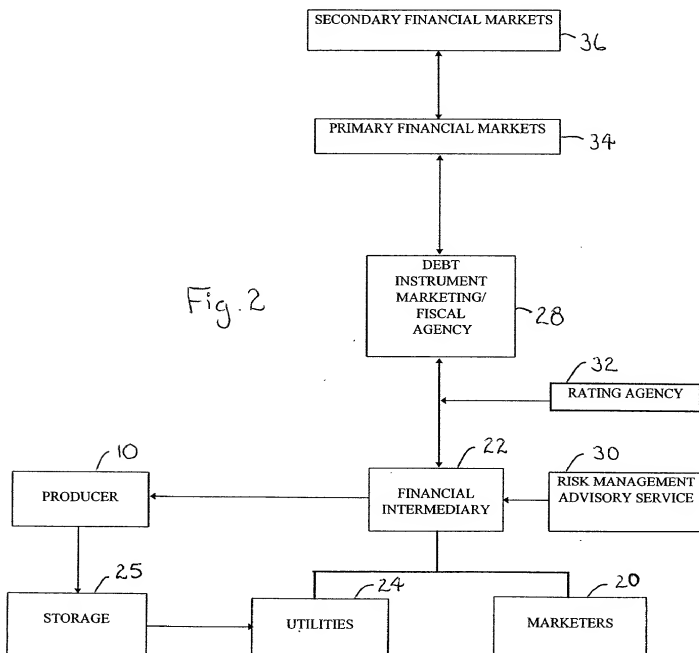 SECONDARY FINANCIAL MARKETS
36
PRIMARY FINANCIAL MARKETS
34
DEBT
INSTRUMENT
MARKETING/
FISCAL
AGENCY
28
Fig. 2
32
RATING AGENCY
10
PRODUCER
22
FINANCIAL
INTERMEDIARY
30
RISK MANAGEMENT
ADVISORY SERVICE
25
STORAGE
24
UTILITIES
20
MARKETERS